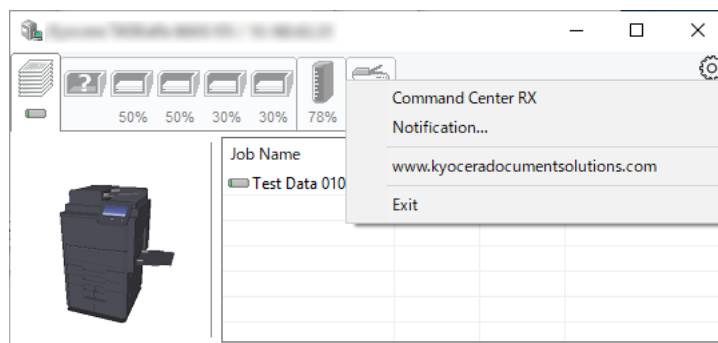 ?
50% 50% 30% 30% 78%
Command Center RX
Notification...
www.kyoceradocumentsolutions.com
Exit
Job Name
Test Data 010